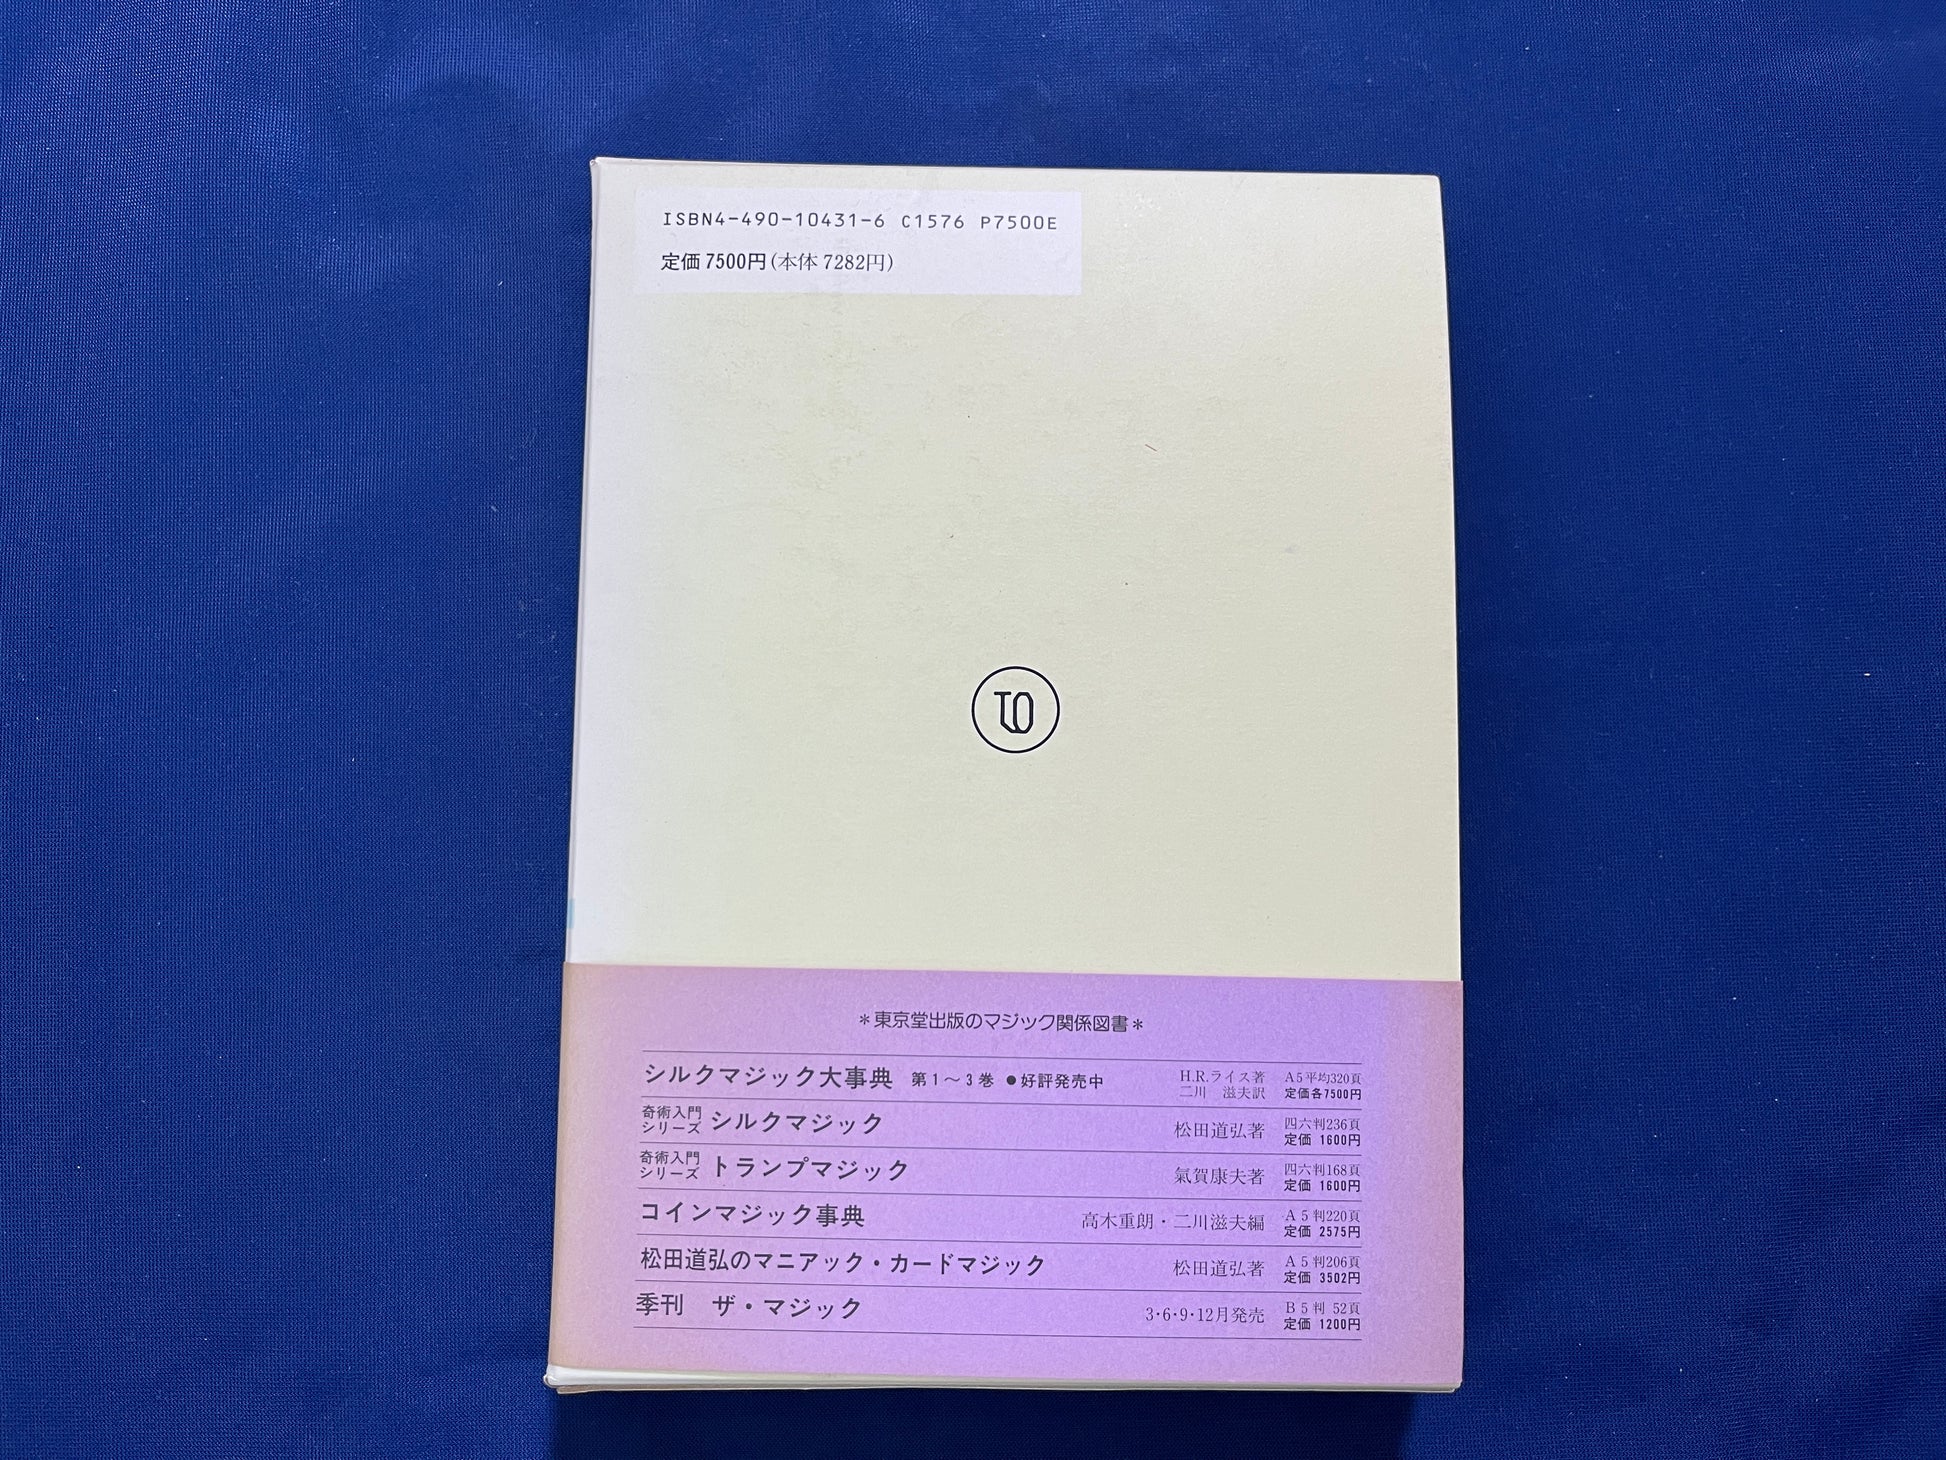 ISBN4-490-10431-6 C1576 P7500E
定価 7500円(本体 7282円)
TO
＊東京堂出版のマジック関係図書＊
シルクマジック大事典 第1〜3巻 ●好評発売中 H.R.ライス著 二川 滋夫訳 A5平均320頁 定価各7500円
奇術入門シリーズ シルクマジック 松田道弘著 四六判236頁 定価 1600円
奇術入門シリーズ トランプマジック 氣賀康夫著 四六判168頁 定価 1600円
コインマジック事典 高木重朗・二川滋夫編 A5判220頁 定価 2575円
松田道弘のマニアック・カードマジック 松田道弘著 A5判206頁 定価 3502円
季刊 ザ・マジック 3・6・9・12月発売 B5判 52頁 定価 1200円